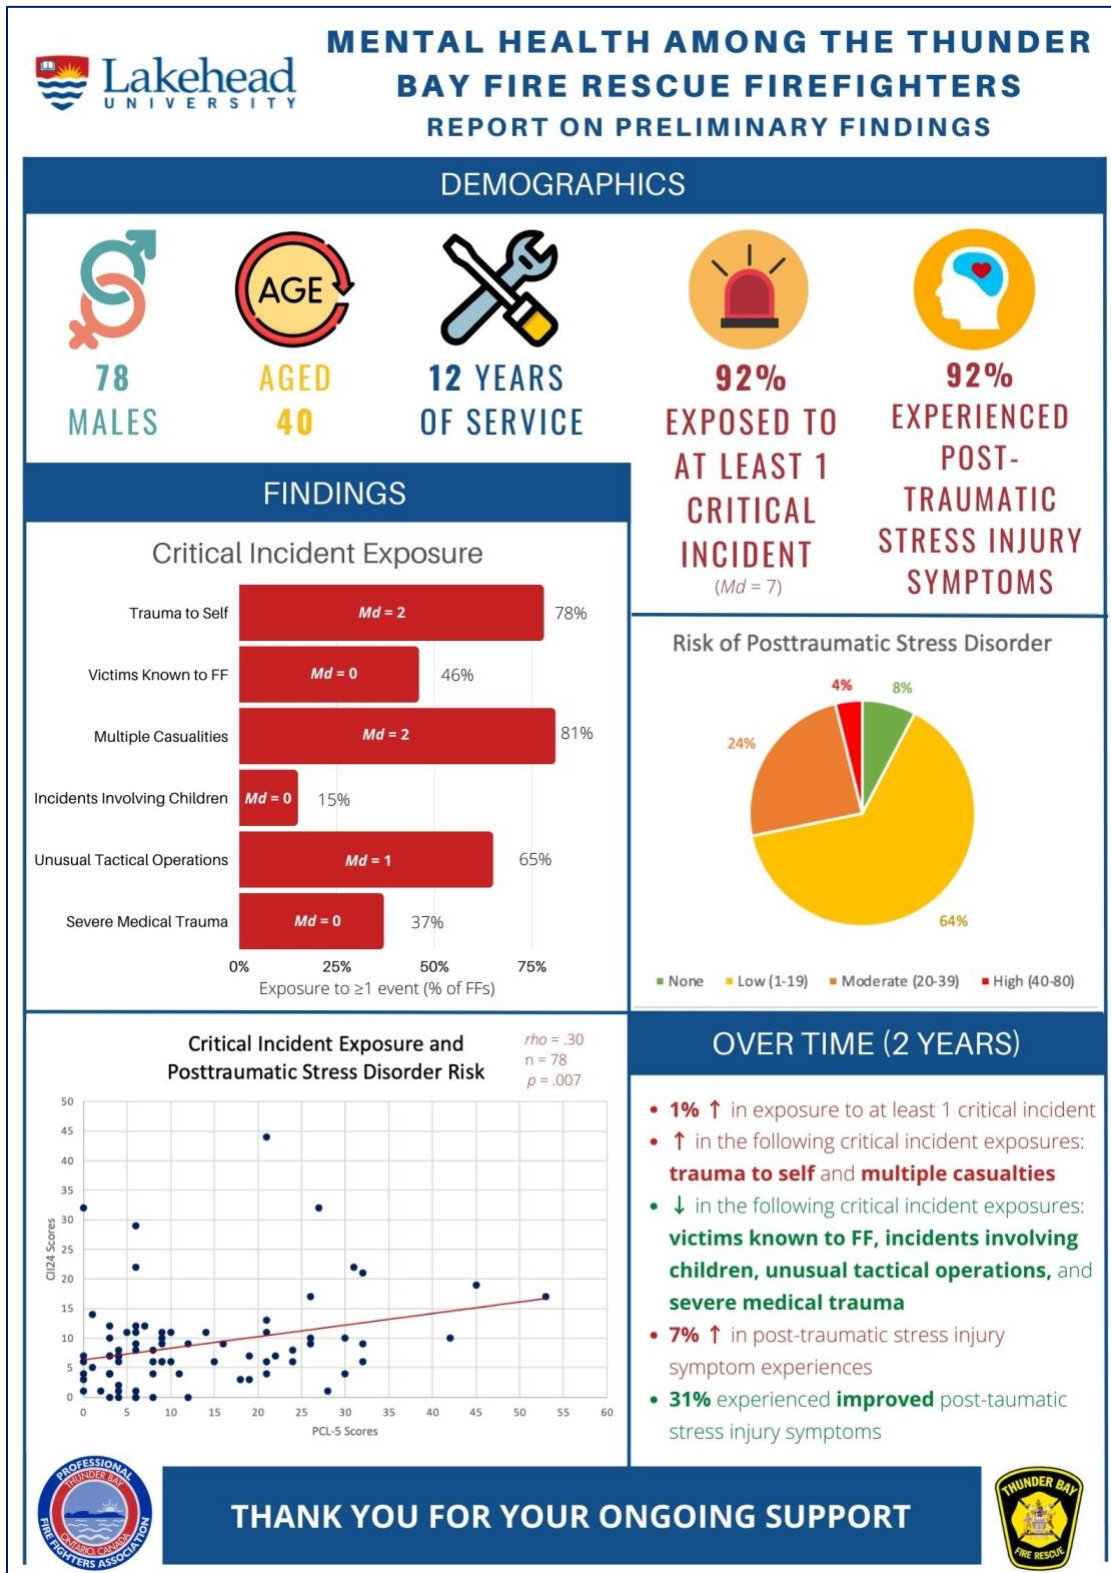 Lakehead
UNIVERSITY
MENTAL HEALTH AMONG THE THUNDER
BAY FIRE RESCUE FIREFIGHTERS
REPORT ON PRELIMINARY FINDINGS
DEMOGRAPHICS
AGE
78
MALES
AGED
40
12 YEARS
OF SERVICE
92%
EXPOSED TO
AT LEAST 1
CRITICAL
INCIDENT
(Md = 7)
92%
EXPERIENCED
POST-
TRAUMATIC
STRESS INJURY
SYMPTOMS
FINDINGS
Critical Incident Exposure
Trauma to Self Md = 2 78%
Victims Known to FF Md = 0 46%
Multiple Casualities Md = 2 81%
Incidents Involving Children Md = 0 15%
Unusual Tactical Operations Md = 1 65%
Severe Medical Trauma Md = 0 37%
0% 25% 50% 75%
Exposure to ≥1 event (% of FFs)
Risk of Posttraumatic Stress Disorder
4% 8%
24%
64%
None Low (1-19) Moderate (20-39) High (40-80)
Critical Incident Exposure and
Posttraumatic Stress Disorder Risk
rho = .30
n = 78
p = .007
50
45
40
35
30
25
20
15
10
5
0
CII24 Scores
0 5 10 15 20 25 30 35 40 45 50 55 60
PCL-5 Scores
OVER TIME (2 YEARS)
• 1% ↑ in exposure to at least 1 critical incident
• ↑ in the following critical incident exposures:
trauma to self and multiple casualties
• ↓ in the following critical incident exposures:
victims known to FF, incidents involving
children, unusual tactical operations, and
severe medical trauma
• 7% ↑ in post-traumatic stress injury
symptom experiences
• 31% experienced improved post-taumatic
stress injury symptoms
PROFESSIONAL
THUNDER BAY
ONTARIO, CANADA
FIRE FIGHTERS ASSOCIATION
THANK YOU FOR YOUR ONGOING SUPPORT
THUNDER BAY
FIRE RESCUE